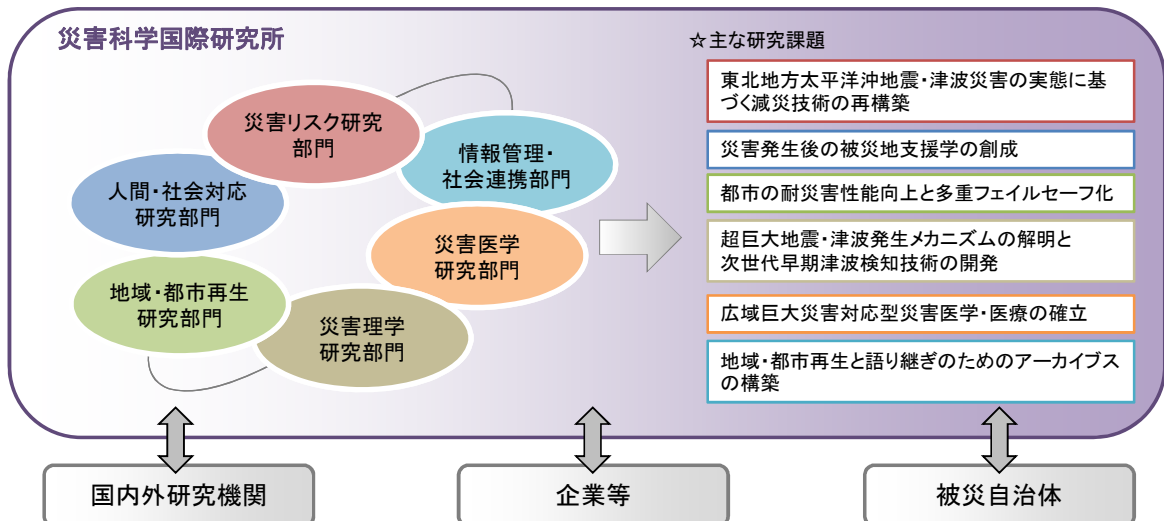 災害科学国際研究所
災害リスク研究
部門
情報管理・
社会連携部門
人間・社会対応
研究部門
災害医学
研究部門
地域・都市再生
研究部門
災害理学
研究部門
☆主な研究課題
東北地方太平洋沖地震・津波災害の実態に基
づく減災技術の再構築
災害発生後の被災地支援学の創成
都市の耐災害性能向上と多重フェイルセーフ化
超巨大地震・津波発生メカニズムの解明と
次世代早期津波検知技術の開発
広域巨大災害対応型災害医学・医療の確立
地域・都市再生と語り継ぎのためのアーカイブス
の構築
国内外研究機関
企業等
被災自治体